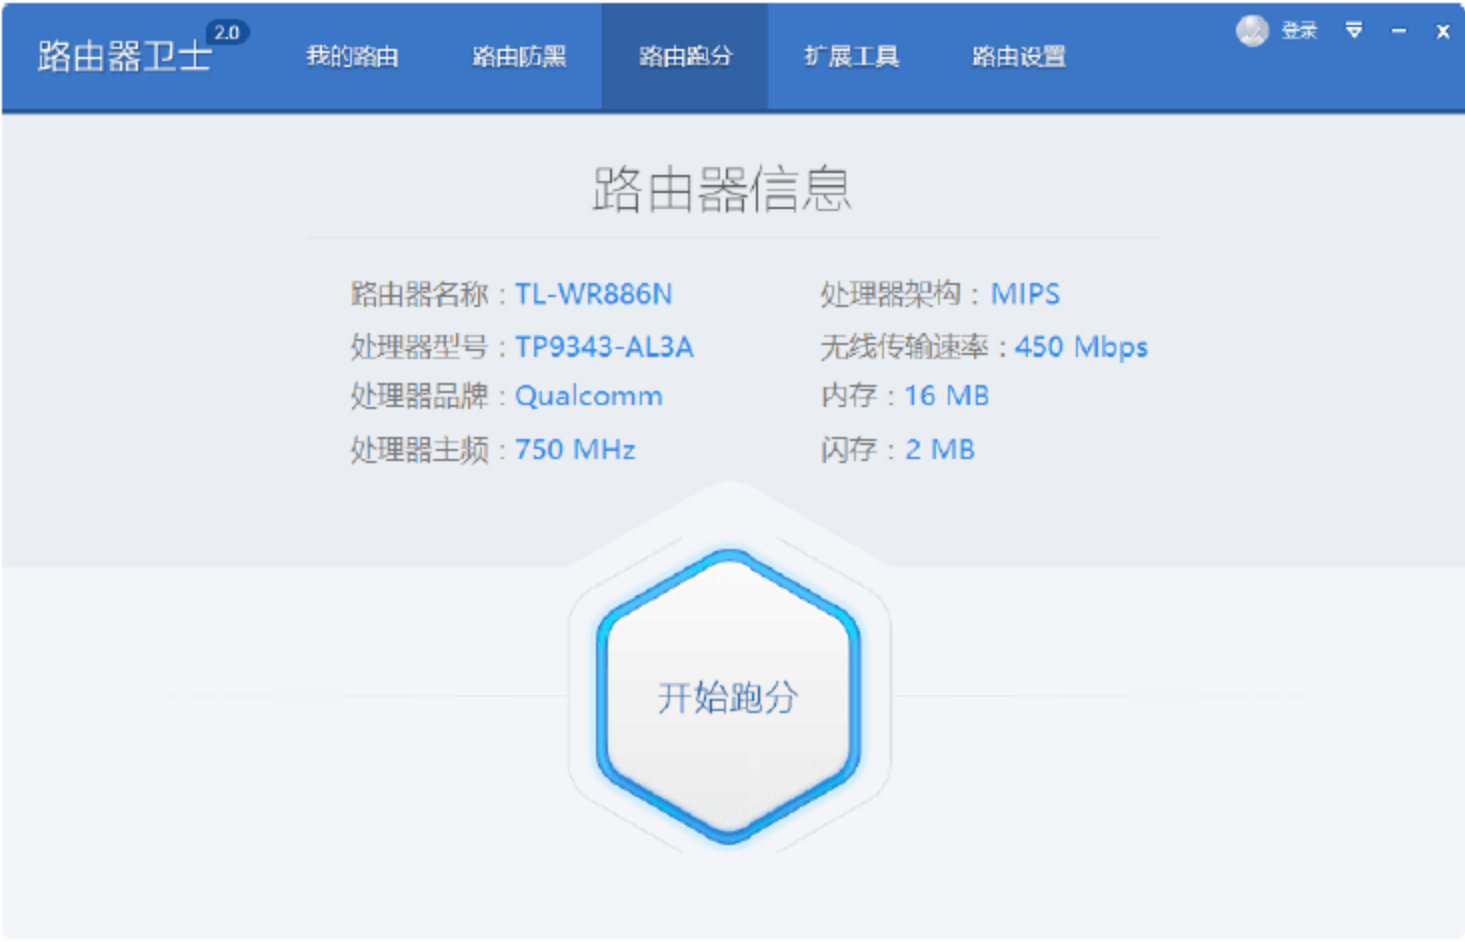 路由器卫士 2.0 我的路由 路由防黑 路由跑分 扩展工具 路由设置 登录
路由器信息
路由器名称：TL-WR886N 处理器架构：MIPS
处理器型号：TP9343-AL3A 无线传输速率：450 Mbps
处理器品牌：Qualcomm 内存：16 MB
处理器主频：750 MHz 闪存：2 MB
开始跑分